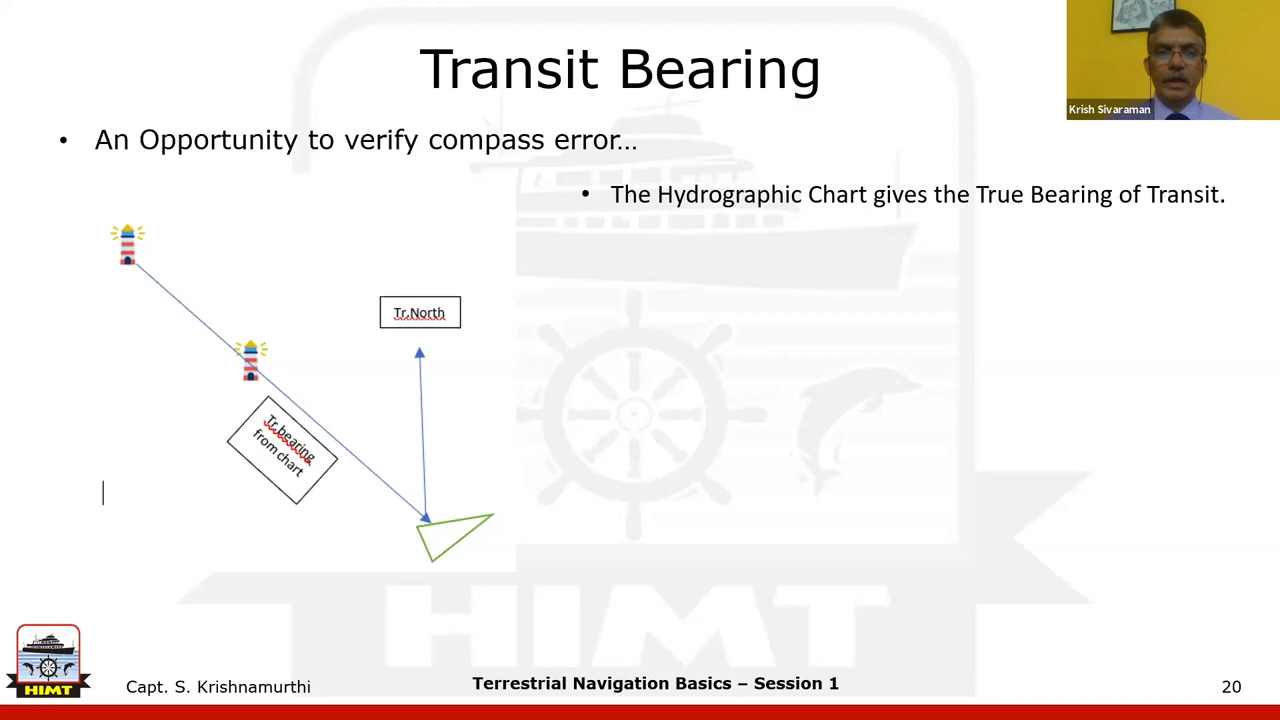 Transit Bearing
Krish Sivaraman
• An Opportunity to verify compass error…
• The Hydrographic Chart gives the True Bearing of Transit.
Tr.North
Tr.bearing
from chart
HIMT
HIMT
Capt. S. Krishnamurthi
Terrestrial Navigation Basics – Session 1
20